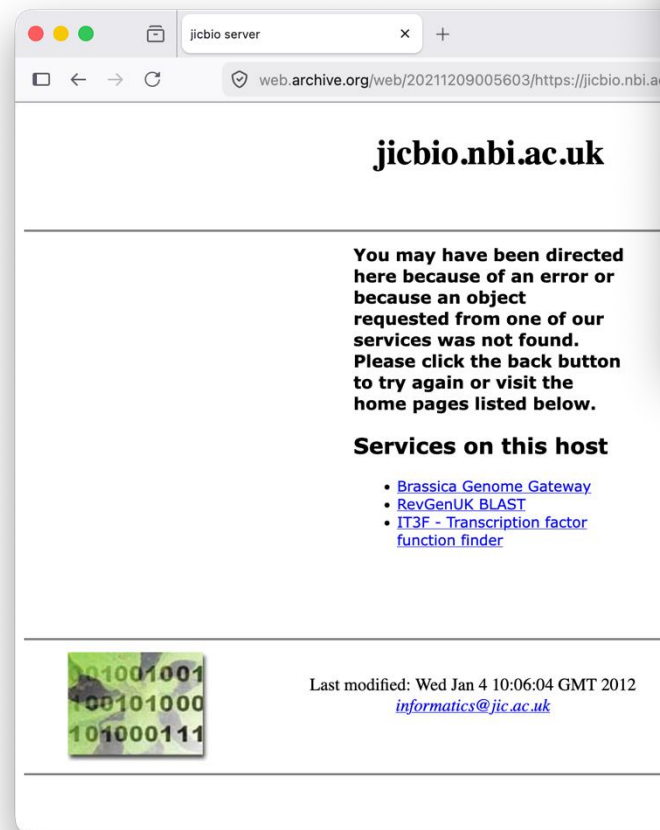 jicbio server
web.archive.org/web/20211209005603/https://jicbio.nbi.a
jicbio.nbi.ac.uk
You may have been directed
here because of an error or
because an object
requested from one of our
services was not found.
Please click the back button
to try again or visit the
home pages listed below.
Services on this host
• Brassica Genome Gateway
• RevGenUK BLAST
• IT3F - Transcription factor
function finder
001001001
100101000
101000111
Last modified: Wed Jan 4 10:06:04 GMT 2012
informatics@jic.ac.uk